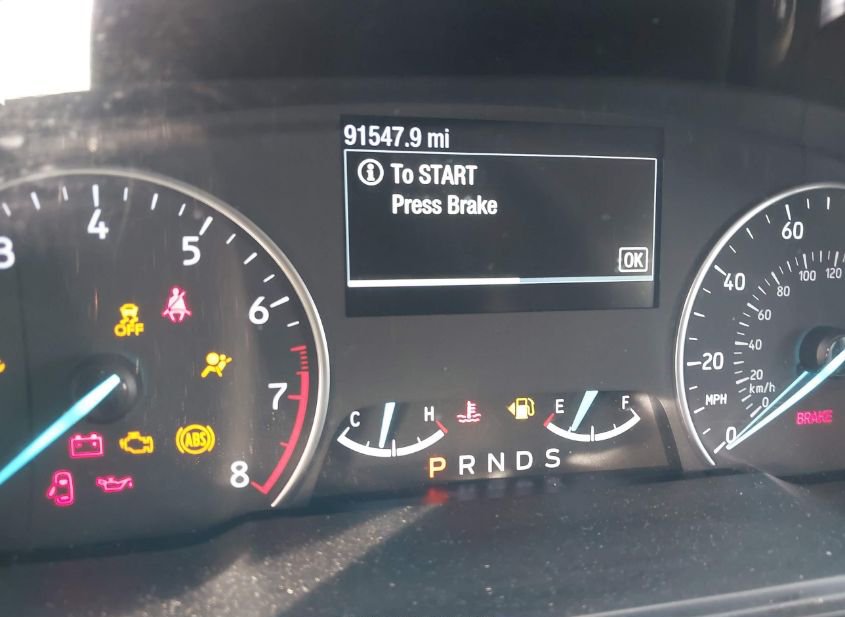 91547.9 mi
To START
Press Brake
OK
3
4
5
6
7
8
OFF
ABS
C
H
E
F
P R N D S
0
20
40
60
MPH
0
20
40
60
80
100
120
km/h
BRAKE